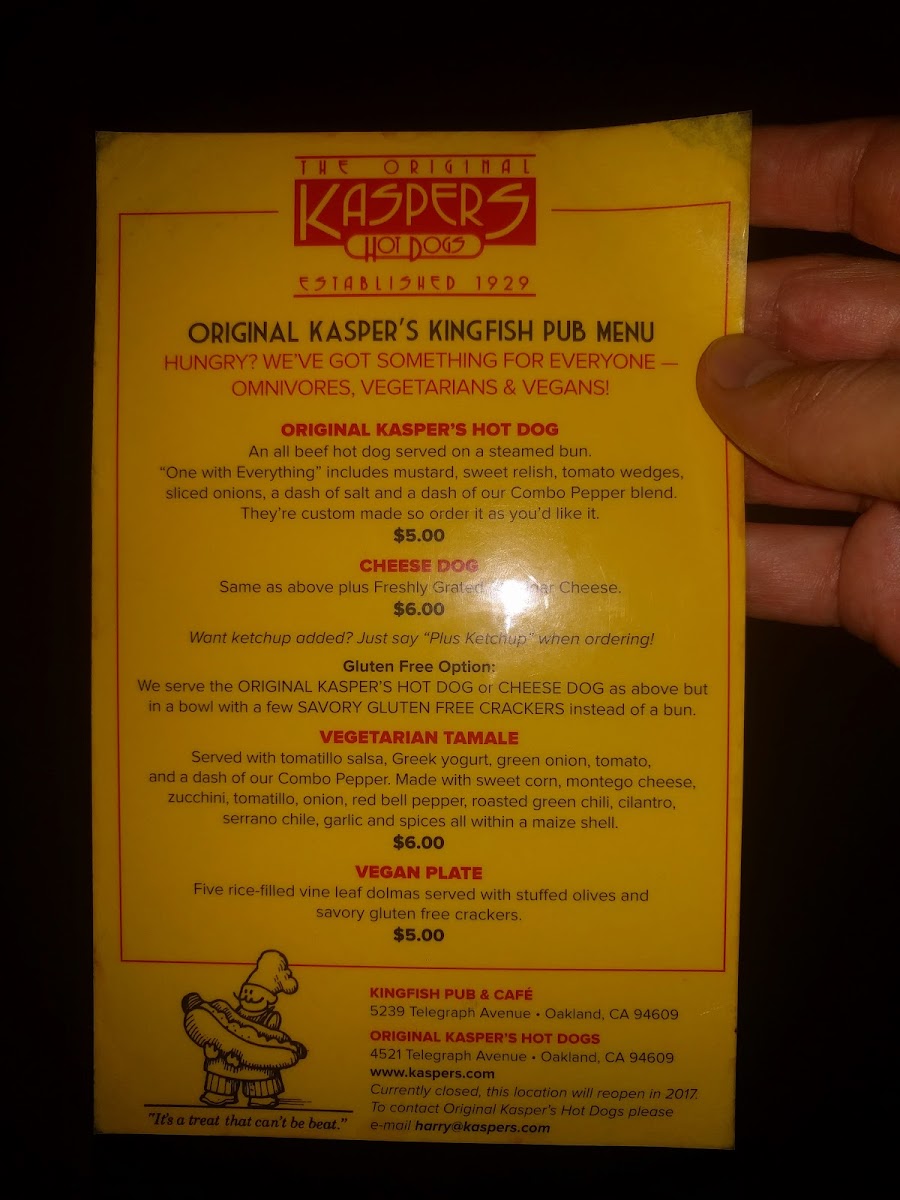 THE ORIGINAL
KASPERS
HOT DOGS
ESTABLISHED 1929
ORIGINAL KASPER'S KINGFISH PUB MENU
HUNGRY? WE'VE GOT SOMETHING FOR EVERYONE —
OMNIVORES, VEGETARIANS & VEGANS!
ORIGINAL KASPER'S HOT DOG
An all beef hot dog served on a steamed bun.
“One with Everything” includes mustard, sweet relish, tomato wedges,
sliced onions, a dash of salt and a dash of our Combo Pepper blend.
They're custom made so order it as you'd like it.
$5.00
CHEESE DOG
Same as above plus Freshly Grated Cheese.
$6.00
Want ketchup added? Just say “Plus Ketchup” when ordering!
Gluten Free Option:
We serve the ORIGINAL KASPER'S HOT DOG or CHEESE DOG as above but
in a bowl with a few SAVORY GLUTEN FREE CRACKERS instead of a bun.
VEGETARIAN TAMALE
Served with tomatillo salsa, Greek yogurt, green onion, tomato,
and a dash of our Combo Pepper. Made with sweet corn, montego cheese,
zucchini, tomatillo, onion, red bell pepper, roasted green chili, cilantro,
serrano chile, garlic and spices all within a maize shell.
$6.00
VEGAN PLATE
Five rice-filled vine leaf dolmas served with stuffed olives and
savory gluten free crackers.
$5.00
KINGFISH PUB & CAFÉ
5239 Telegraph Avenue • Oakland, CA 94609
ORIGINAL KASPER'S HOT DOGS
4521 Telegraph Avenue • Oakland, CA 94609
www.kaspers.com
Currently closed, this location will reopen in 2017.
To contact Original Kasper's Hot Dogs please
e-mail harry@kaspers.com
"It's a treat that can't be beat."